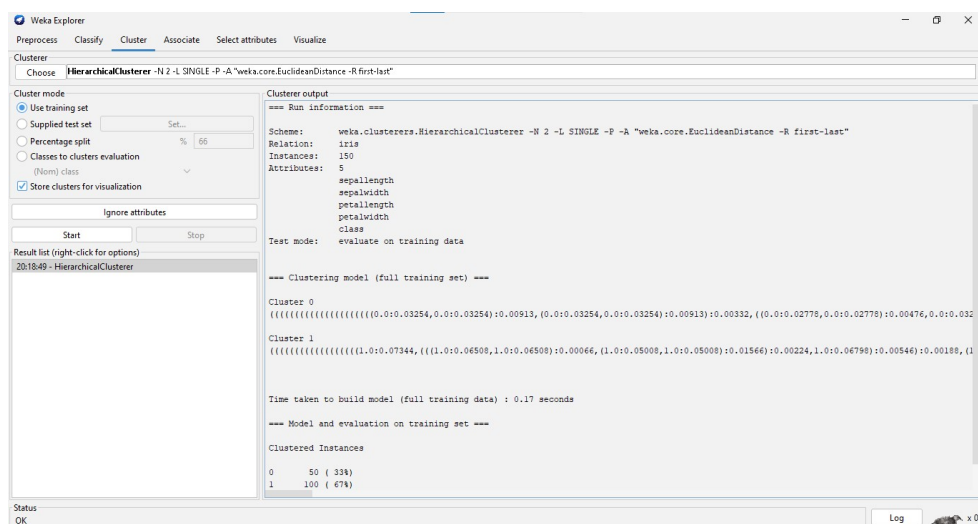 Weka Explorer
Preprocess Classify Cluster Associate Select attributes Visualize
Clusterer
Choose HierarchicalClusterer -N 2 -L SINGLE -P -A "weka.core.EuclideanDistance -R first-last"
Cluster mode
Use training set
Supplied test set Set...
Percentage split % 66
Classes to clusters evaluation
(Nom) class
Store clusters for visualization
Ignore attributes
Start Stop
Result list (right-click for options)
20:18:49 - HierarchicalClusterer
Clusterer output
=== Run information ===
Scheme: weka.clusterers.HierarchicalClusterer -N 2 -L SINGLE -P -A "weka.core.EuclideanDistance -R first-last"
Relation: iris
Instances: 150
Attributes: 5
sepallength
sepalwidth
petallength
petalwidth
class
Test mode: evaluate on training data
=== Clustering model (full training set) ===
Cluster 0
((((((((((((((((((((0.0:0.03254,0.0:0.03254):0.00913,(0.0:0.03254,0.0:0.03254):0.00913):0.00332,((0.0:0.02778,0.0:0.02778):0.00476,0.0:0.032
Cluster 1
((((((((((((((((((1.0:0.07344,(((1.0:0.06508,1.0:0.06508):0.00066,(1.0:0.05008,1.0:0.05008):0.01566):0.00224,1.0:0.06798):0.00546):0.00188,(1
Time taken to build model (full training data) : 0.17 seconds
=== Model and evaluation on training set ===
Clustered Instances
0 50 ( 33%)
1 100 ( 67%)
Status
OK
Log
x 0